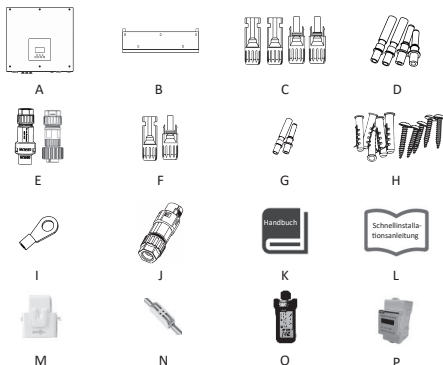 A
B
C
D
E
F
G
H
Handbuch
Schnellinstalla-
tionsanleitung
I
J
K
L
M
N
O
P